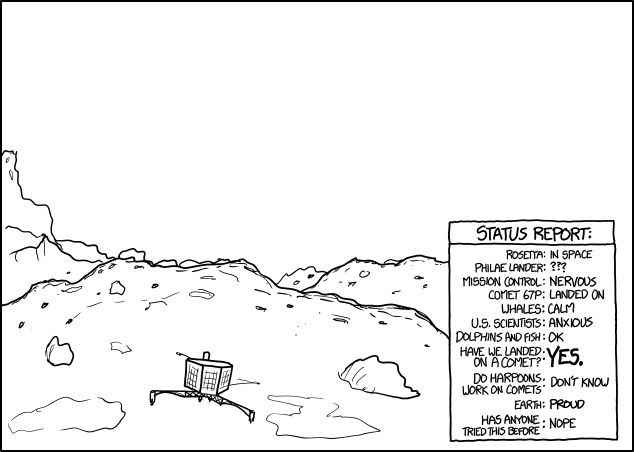 STATUS REPORT:
ROSETTA: IN SPACE
PHILAE LANDER: ???
MISSION CONTROL: NERVOUS
COMET 67P: LANDED ON
WHALES: CALM
U.S. SCIENTISTS: ANXIOUS
DOLPHINS AND FISH: OK
HAVE WE LANDED
ON A COMET?: YES.
DO HARPOONS
WORK ON COMETS: DON'T KNOW
EARTH: PROUD
HAS ANYONE
TRIED THIS BEFORE: NOPE